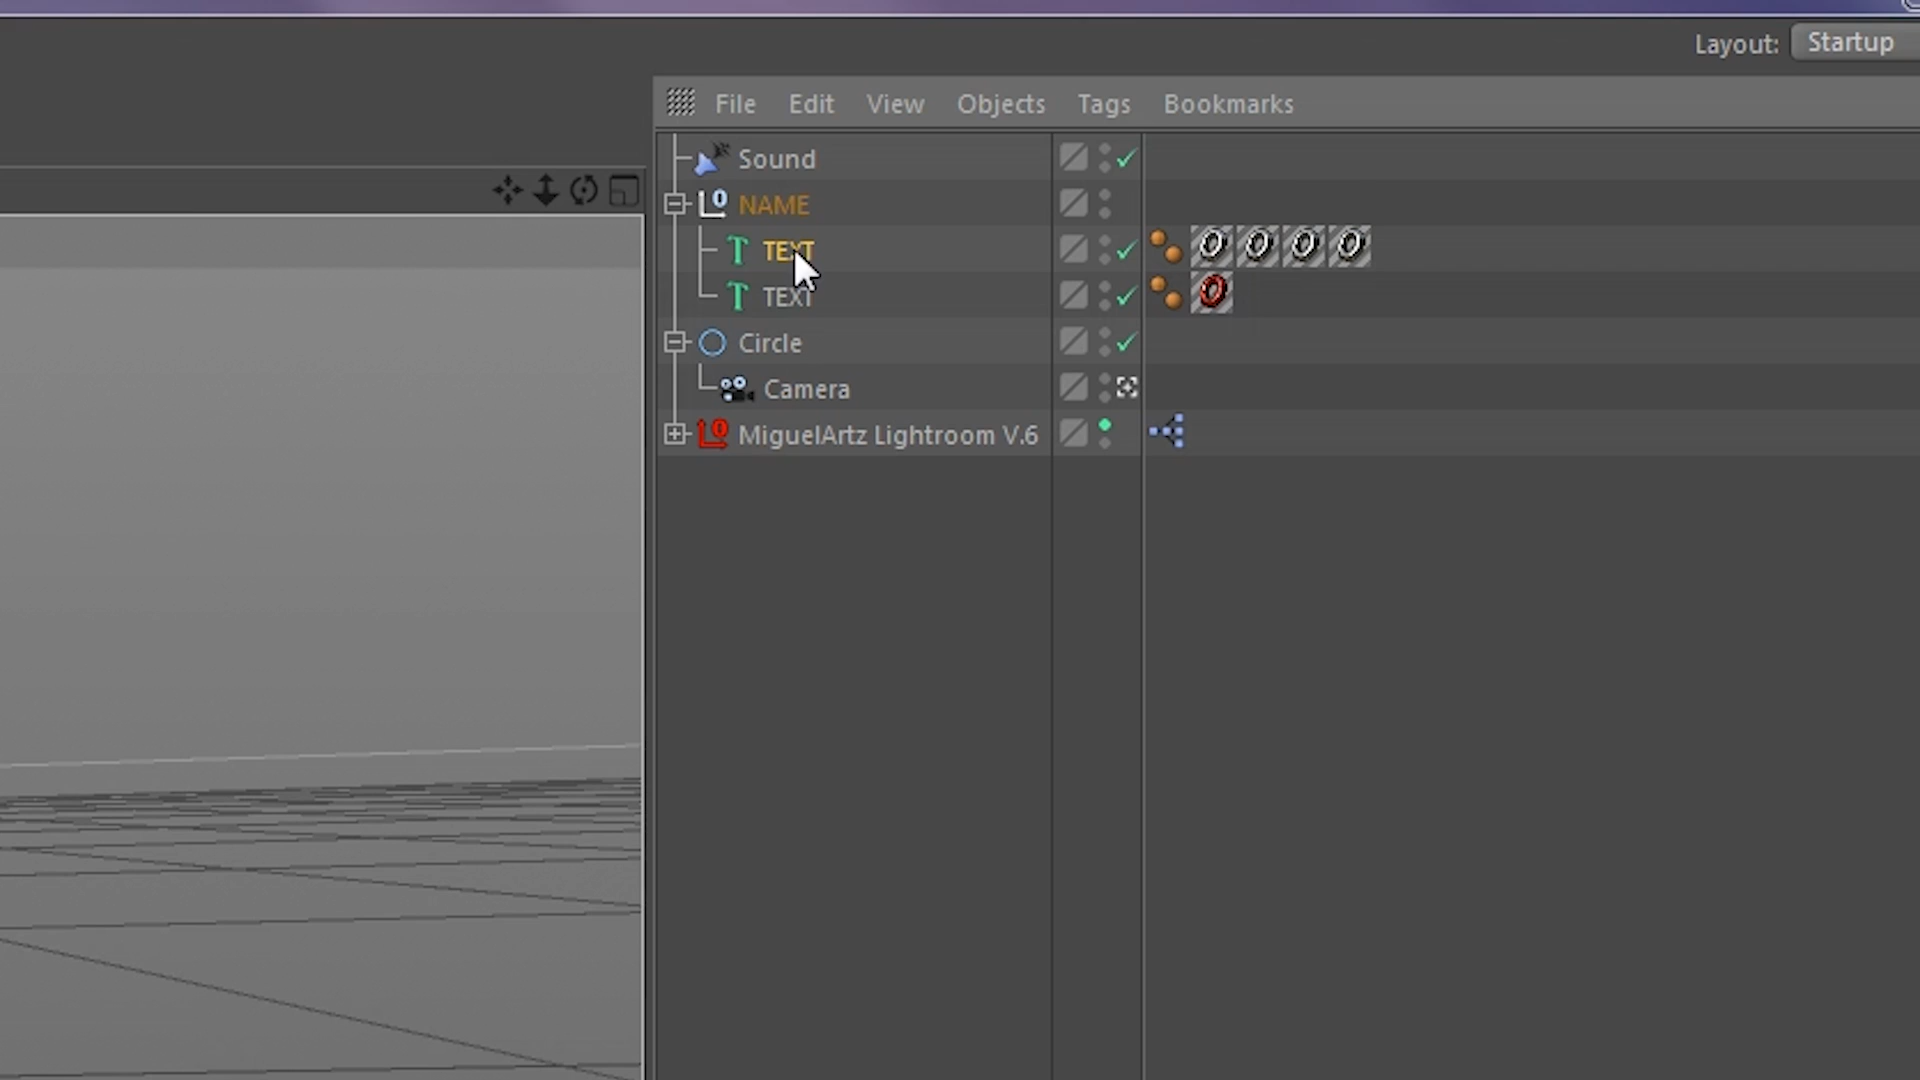 Layout: Startup
File Edit View Objects Tags Bookmarks
Sound
NAME
TEXT
TEXT
Circle
Camera
MiguelArtz Lightroom V.6